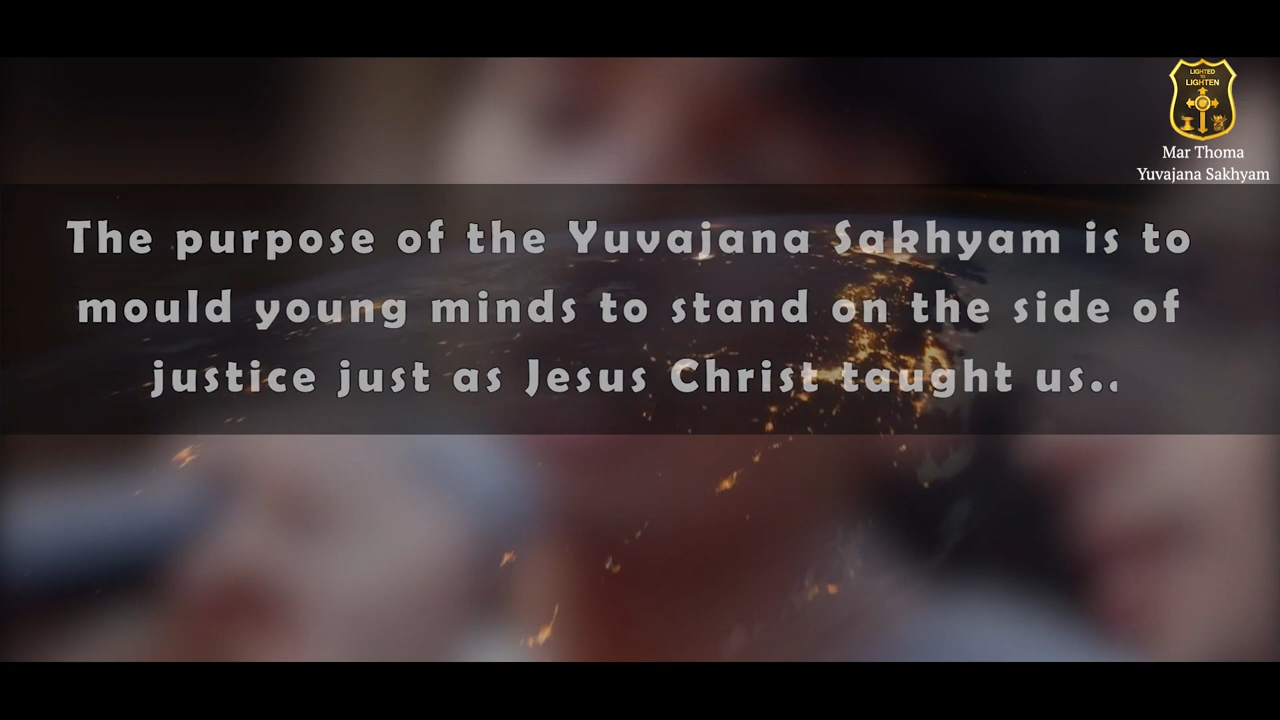 LIGHTED
TO
LIGHTEN
Mar Thoma
Yuvajana Sakhyam
The purpose of the Yuvajana Sakhyam is to
mould young minds to stand on the side of
justice just as Jesus Christ taught us..